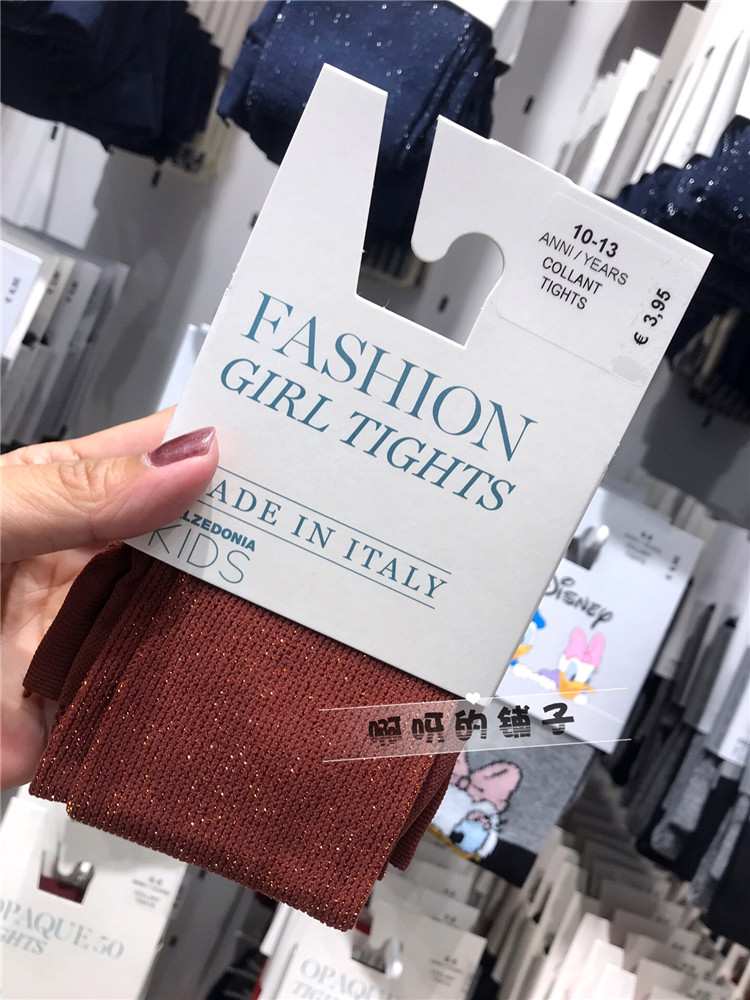 10-13
ANNI / YEARS
COLLANT
TIGHTS
€ 3,95
FASHION
GIRL TIGHTS
ADE IN ITALY
LZEDONIA
KIDS
DISNEY
啊呀的铺子
OPAQUE 50
OPAQUE